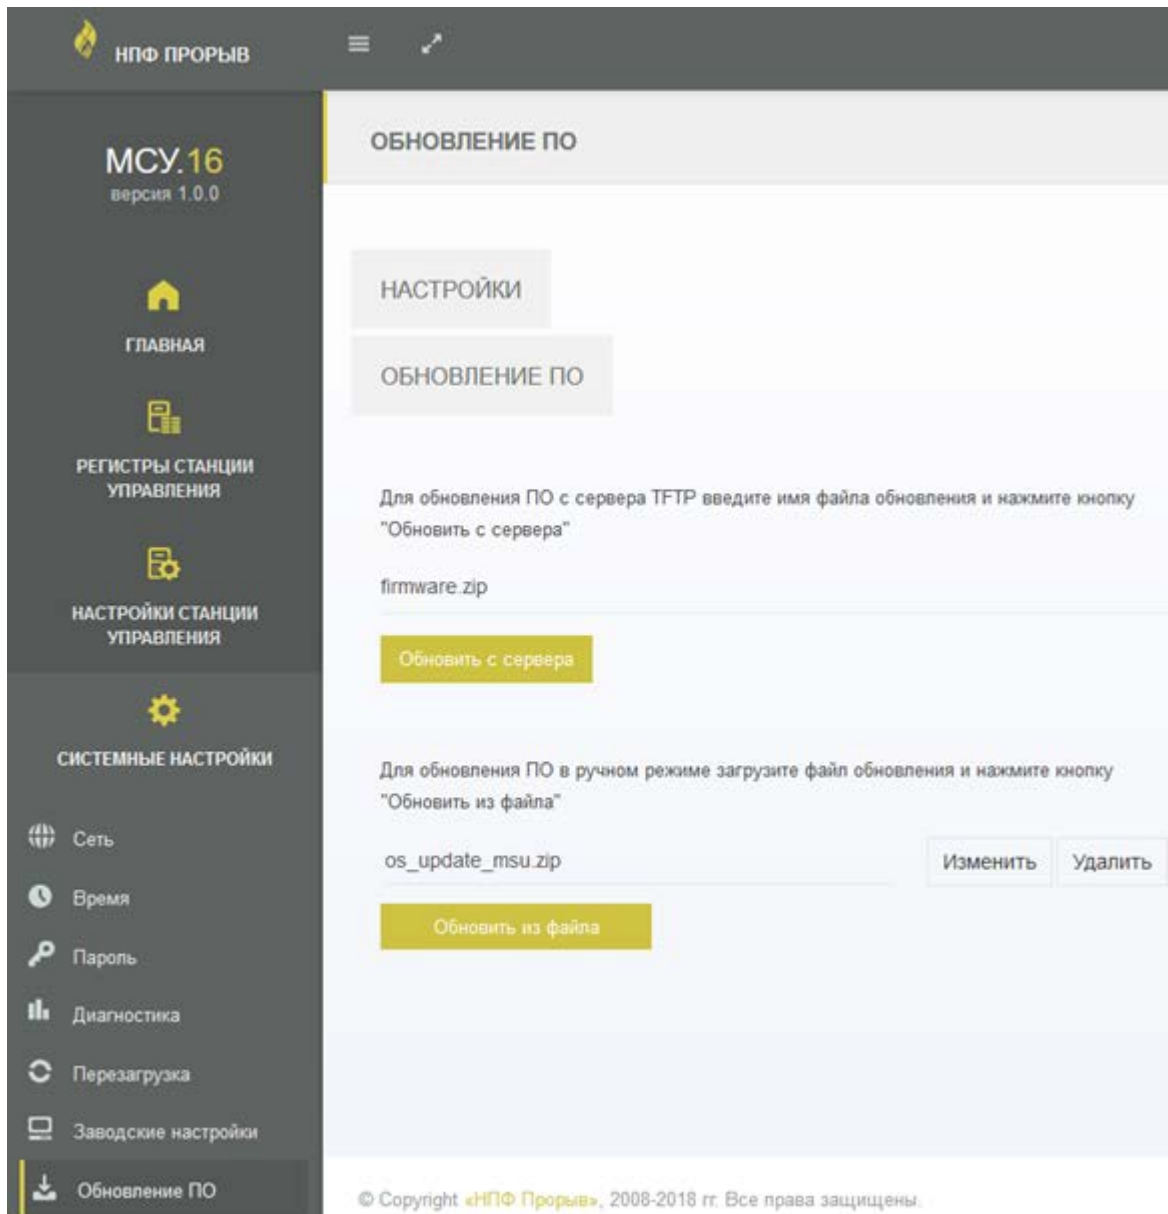 НПФ ПРОРЫВ
МСУ.16
версия 1.0.0
ГЛАВНАЯ
РЕГИСТРЫ СТАНЦИИ
УПРАВЛЕНИЯ
НАСТРОЙКИ СТАНЦИИ
УПРАВЛЕНИЯ
СИСТЕМНЫЕ НАСТРОЙКИ
Сеть
Время
Пароль
Диагностика
Перезагрузка
Заводские настройки
Обновление ПО
ОБНОВЛЕНИЕ ПО
НАСТРОЙКИ
ОБНОВЛЕНИЕ ПО
Для обновления ПО с сервера TFTP введите имя файла обновления и нажмите кнопку
"Обновить с сервера"
firmware.zip
Обновить с сервера
Для обновления ПО в ручном режиме загрузите файл обновления и нажмите кнопку
"Обновить из файла"
os_update_msu.zip
Изменить Удалить
Обновить из файла
© Copyright «НПФ Прорыв», 2008-2018 гг. Все права защищены.